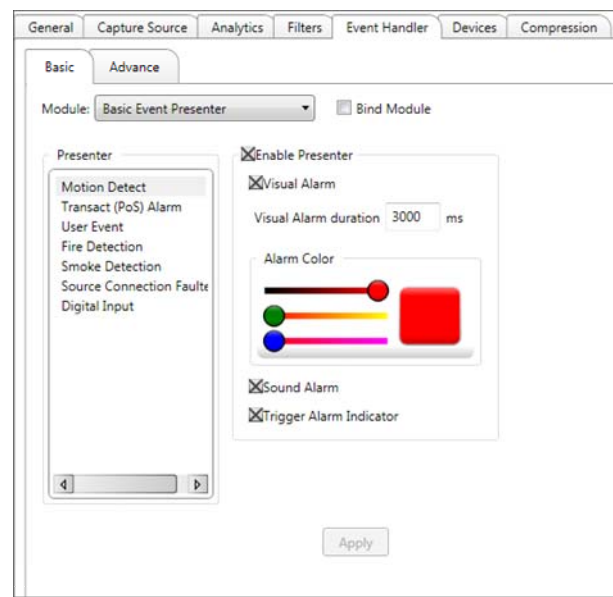 General Capture Source Analytics Filters Event Handler Devices Compression
Basic Advance
Module: Basic Event Presenter Bind Module
Presenter
Motion Detect
Transact (PoS) Alarm
User Event
Fire Detection
Smoke Detection
Source Connection Faulte
Digital Input
Enable Presenter
Visual Alarm
Visual Alarm duration 3000 ms
Alarm Color
Sound Alarm
Trigger Alarm Indicator
Apply